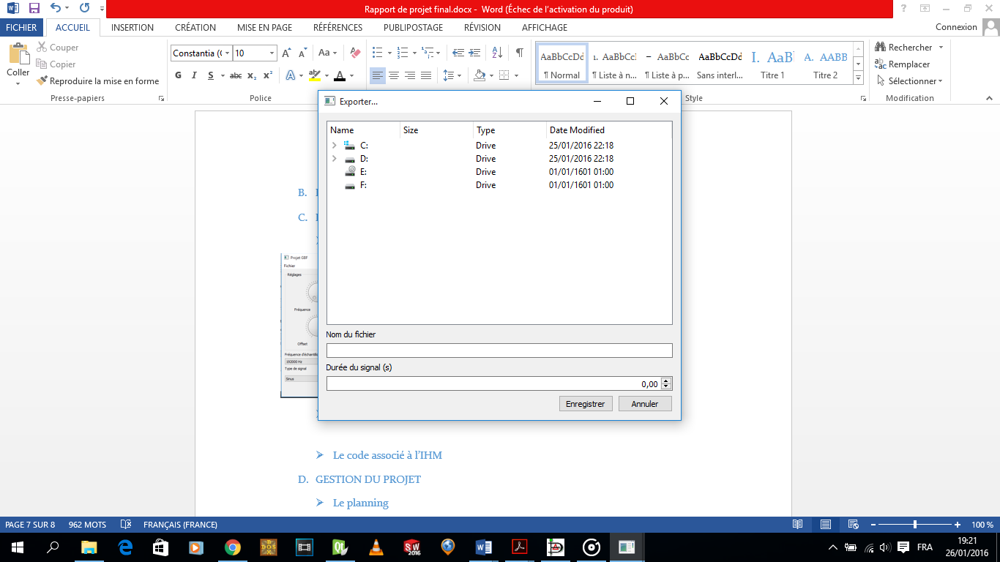 Rapport de projet final.docx - Word (Échec de l'activation du produit)
FICHIER ACCUEIL INSERTION CRÉATION MISE EN PAGE RÉFÉRENCES PUBLIPOSTAGE RÉVISION AFFICHAGE Connexion
Coller
Couper
Copier
Reproduire la mise en forme
Presse-papiers
Constantia (C 10
G I S abc x₂ x²
Police
AaBbCcDd
¶ Normal
1. AaBbCcI
¶ Liste à n...
– AaBbCc
¶ Liste à p...
AaBbCcDd
Sans interl...
I. AaB
Titre 1
A. AABB
Titre 2
Style
Rechercher
Remplacer
Sélectionner
Modification
Exporter...
Name Size Type Date Modified
C: Drive 25/01/2016 22:18
D: Drive 25/01/2016 22:18
E: Drive 01/01/1601 01:00
F: Drive 01/01/1601 01:00
Nom du fichier
Durée du signal (s)
0,00
Enregistrer Annuler
B.
C.
Projet GBF
Fichier
Réglages
Fréquence
Offset
Fréquence d'échantillo
192000 Hz
Type de signal
Sinus
Le code associé à l'IHM
D. GESTION DU PROJET
Le planning
PAGE 7 SUR 8 962 MOTS FRANÇAIS (FRANCE) 100 %
FRA
19:21
26/01/2016